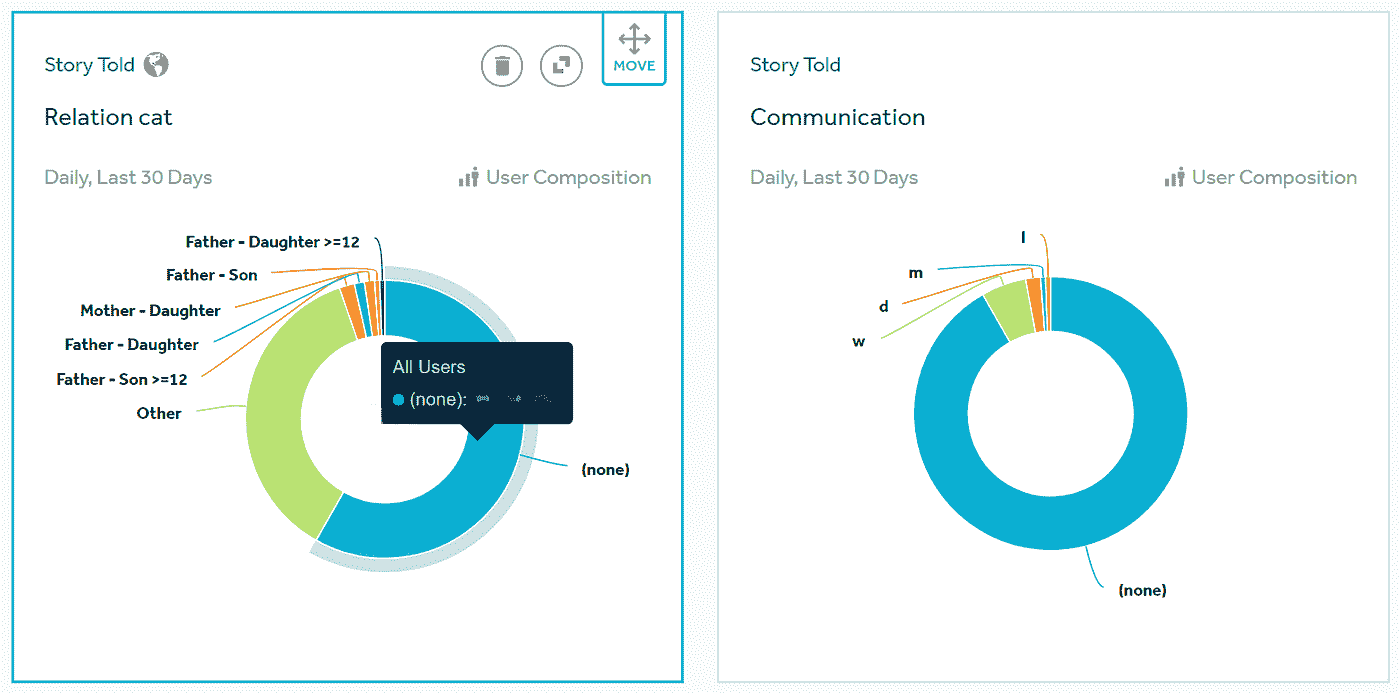 Story Told
MOVE
Relation cat
Daily, Last 30 Days
User Composition
Father - Daughter >=12
Father - Son
Mother - Daughter
Father - Daughter
Father - Son >=12
Other
All Users
(none):
(none)
Story Told
Communication
Daily, Last 30 Days
User Composition
l
m
d
w
(none)